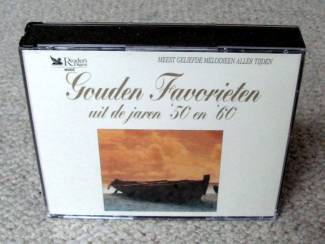 Reader's Digest
MEEST GELIEFDE MELODIEËN ALLER TIJDEN
Gouden Favorieten
uit de jaren '50 en '60